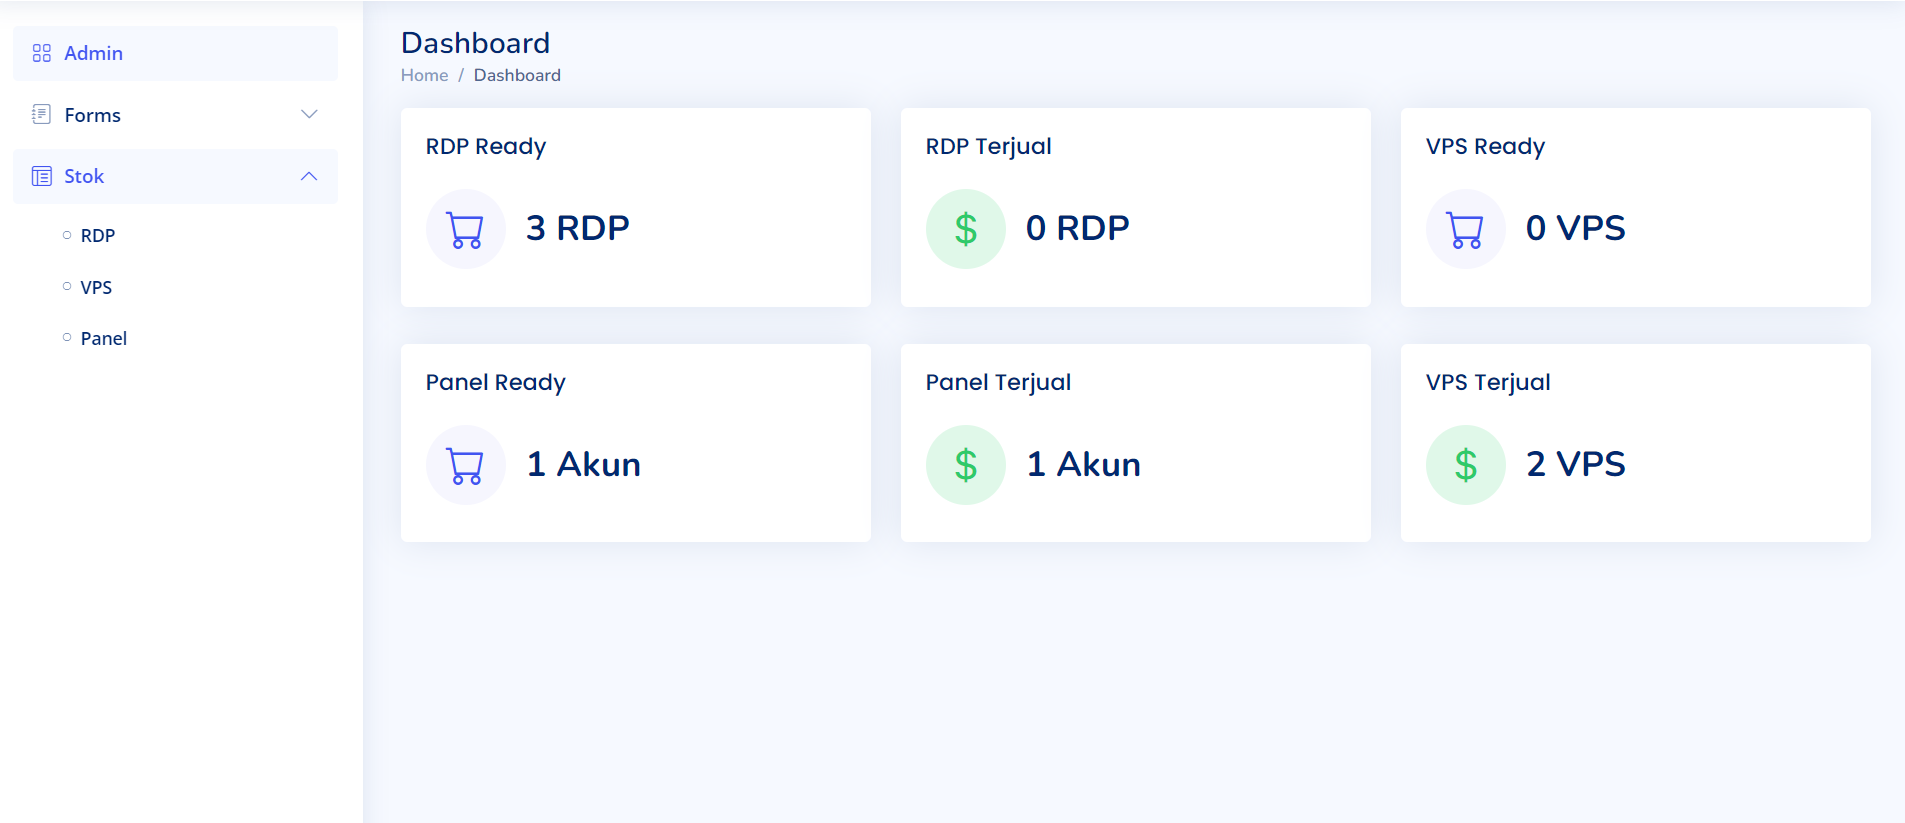 Admin
Forms
Stok
RDP
VPS
Panel
Dashboard
Home / Dashboard
RDP Ready
3 RDP
RDP Terjual
$ 0 RDP
VPS Ready
0 VPS
Panel Ready
1 Akun
Panel Terjual
$ 1 Akun
VPS Terjual
$ 2 VPS